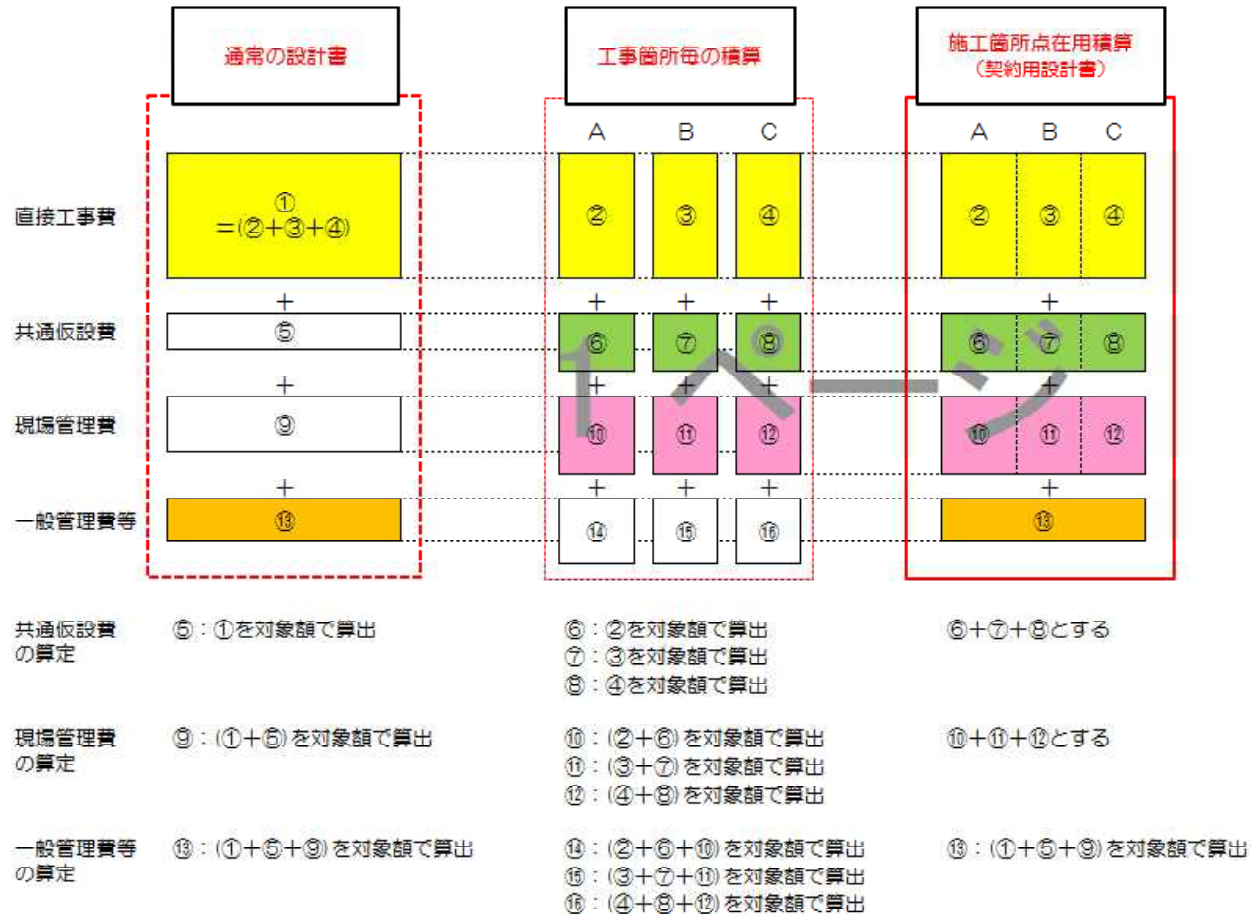 通常の設計書
工事箇所毎の積算
施工箇所点在用積算
(契約用設計書)
A B C
A B C
直接工事費
①
=(②+③+④)
② ③ ④
② ③ ④
+ + + + +
共通仮設費
⑤
⑥ ⑦ ⑧
⑥ ⑦ ⑧
+ + + + +
現場管理費
⑨
⑩ ⑪ ⑫
⑩ ⑪ ⑫
+ + + + +
一般管理費等
⑬
⑭ ⑮ ⑯
⑬
1ページ
共通仮設費
の算定
⑤:①を対象額で算出
⑥:②を対象額で算出
⑦:③を対象額で算出
⑧:④を対象額で算出
⑥+⑦+⑧とする
現場管理費
の算定
⑨:(①+⑤)を対象額で算出
⑩:(②+⑥)を対象額で算出
⑪:(③+⑦)を対象額で算出
⑫:(④+⑧)を対象額で算出
⑩+⑪+⑫とする
一般管理費等
の算定
⑬:(①+⑤+⑨)を対象額で算出
⑭:(②+⑥+⑩)を対象額で算出
⑮:(③+⑦+⑪)を対象額で算出
⑯:(④+⑧+⑫)を対象額で算出
⑬:(①+⑤+⑨)を対象額で算出